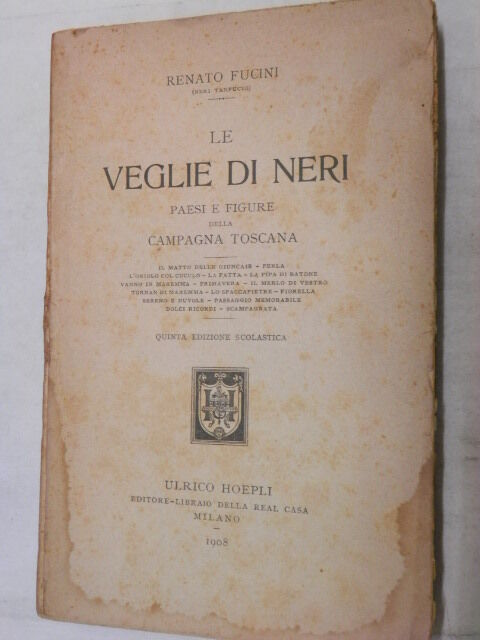 RENATO FUCINI
(NERI TANFUCIO)
LE
VEGLIE DI NERI
PAESI E FIGURE
DELLA
CAMPAGNA TOSCANA
IL MATTO DELLE GIUNCAIE - PERLA
L'ORIOLO COL CUCULO - LA FATTA - LA PIPA DI BATONE
VANNO IN MAREMMA - PRIMAVERA - IL MERLO DI VESTRO
TORNAN DI MAREMMA - LO SPACCAPIETRE - FIORELLA
SERENO E NUVOLE - PASSAGGIO MEMORABILE
DOLCI RICORDI - SCAMPAGNATA
QUINTA EDIZIONE SCOLASTICA
ULRICO HOEPLI
EDITORE-LIBRAIO DELLA REAL CASA
MILANO
1908